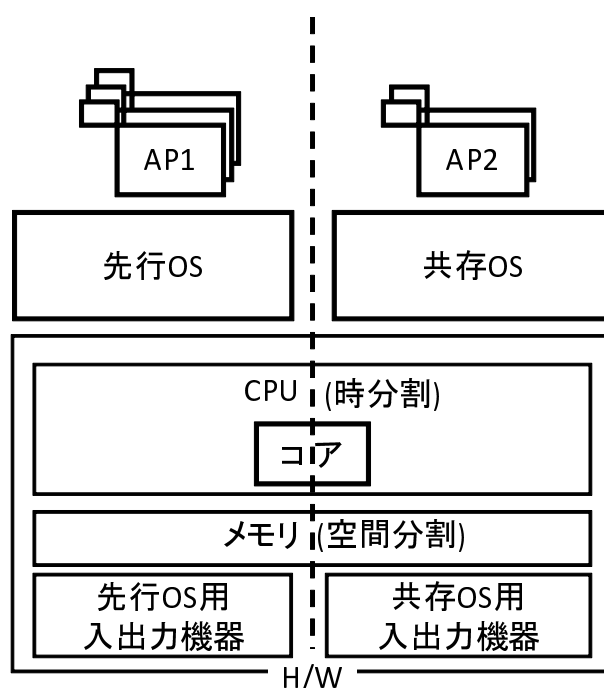 AP1
AP2
先行OS
共存OS
CPU (時分割)
コア
メモリ (空間分割)
先行OS用
入出力機器
共存OS用
入出力機器
H/W